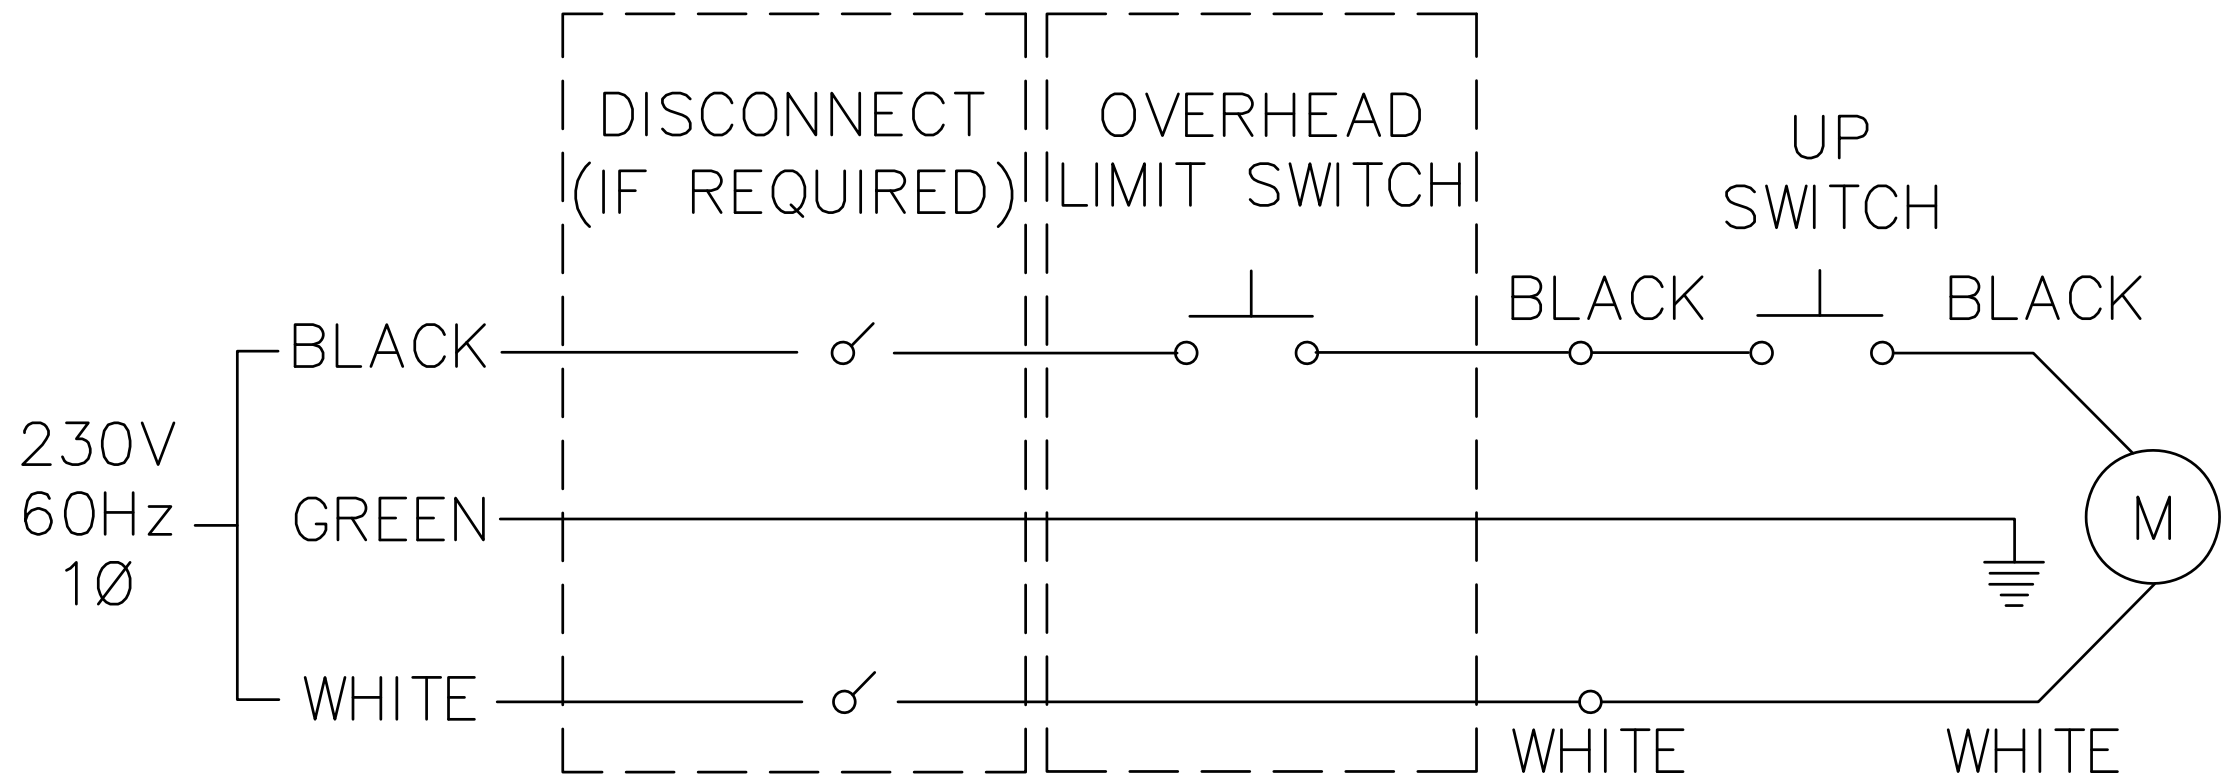 DISCONNECT
(IF REQUIRED)
OVERHEAD
LIMIT SWITCH
UP
SWITCH
BLACK
BLACK
BLACK
230V
60Hz
1Ø
GREEN
M
WHITE
WHITE
WHITE